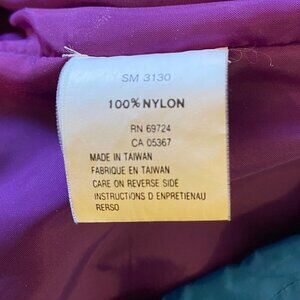 SM 3130
100% NYLON
RN 69724
CA 05367
MADE IN TAIWAN
FABRIQUE EN TAIWAN
CARE ON REVERSE SIDE
INSTRUCTIONS D ENPRETIENAU
RERSO